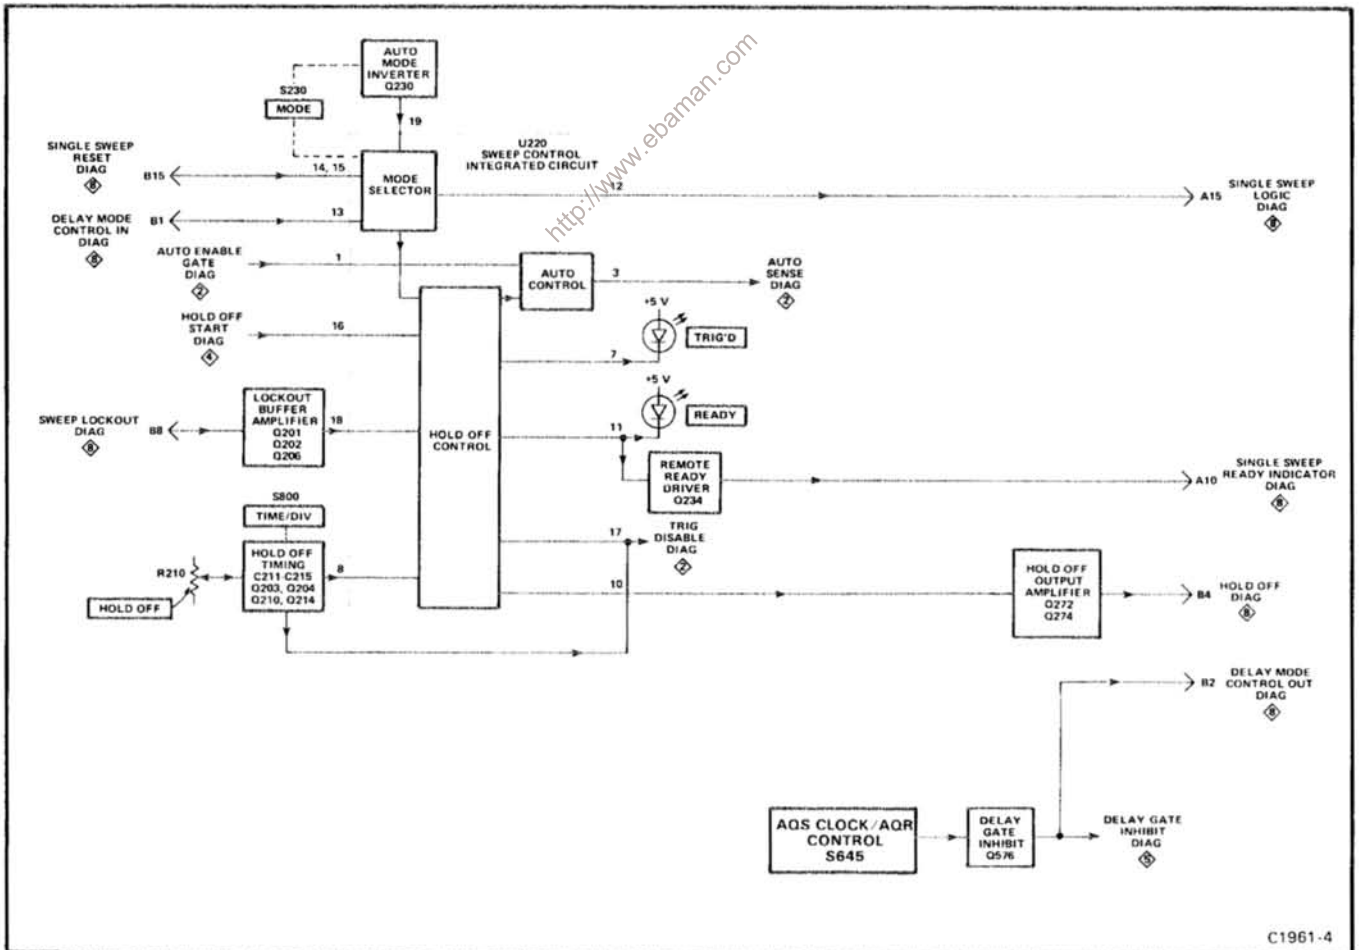 AUTO
MODE
INVERTER
Q230
S230
MODE
19
SINGLE SWEEP
RESET
DIAG
8
B15
14, 15
MODE
SELECTOR
U220
SWEEP CONTROL
INTEGRATED CIRCUIT
http://www.ebaman.com
12
A15
SINGLE SWEEP
LOGIC
DIAG
8
DELAY MODE
CONTROL IN
DIAG
8
B1
13
AUTO ENABLE
GATE
DIAG
2
1
AUTO
CONTROL
3
AUTO
SENSE
DIAG
2
HOLD OFF
START
DIAG
4
16
+5 V
TRIG'D
7
+5 V
READY
11
SWEEP LOCKOUT
DIAG
8
B8
LOCKOUT
BUFFER
AMPLIFIER
Q201
Q202
Q206
18
HOLD OFF
CONTROL
REMOTE
READY
DRIVER
Q234
A10
SINGLE SWEEP
READY INDICATOR
DIAG
8
S800
TIME/DIV
HOLD OFF
TIMING
C211-C215
Q203, Q204
Q210, Q214
8
R210
HOLD OFF
17
TRIG
DISABLE
DIAG
2
10
HOLD OFF
OUTPUT
AMPLIFIER
Q272
Q274
B4
HOLD OFF
DIAG
8
B2
DELAY MODE
CONTROL OUT
DIAG
8
AQS CLOCK/AQR
CONTROL
S645
DELAY
GATE
INHIBIT
Q576
DELAY GATE
INHIBIT
DIAG
5
C1961-4